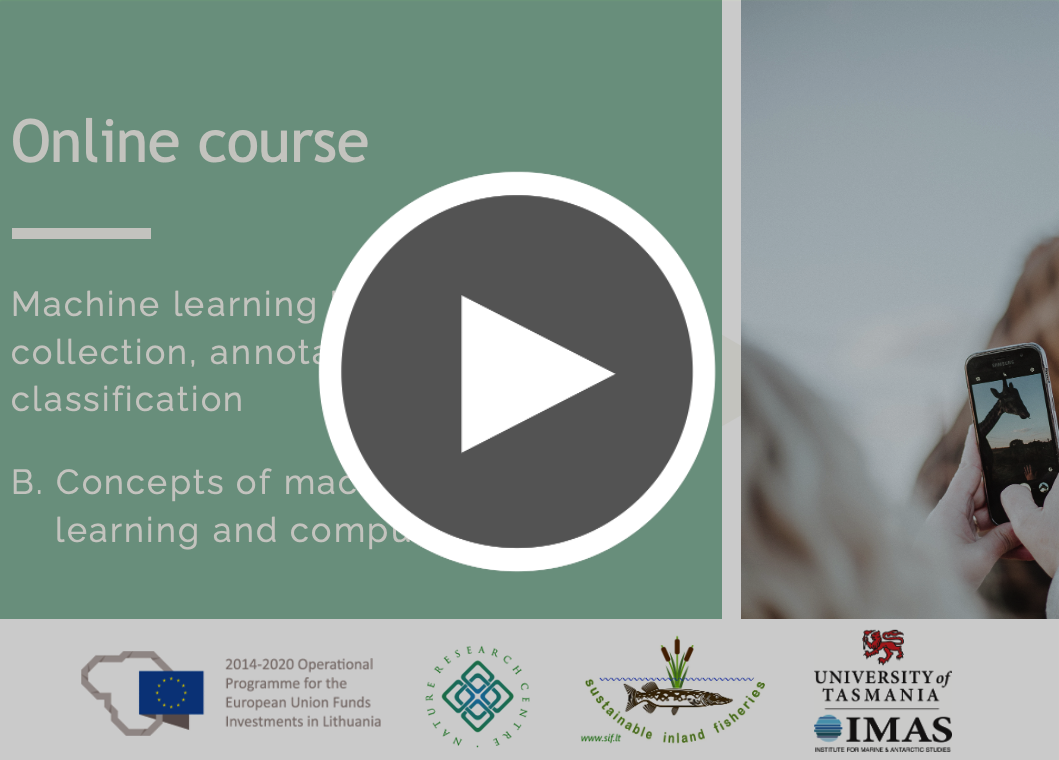 Online course
Machine learning
collection, annota
classification
B. Concepts of mac
learning and compu
SAMSUNG
2014-2020 Operational
Programme for the
European Union Funds
Investments in Lithuania
NATURE RESEARCH CENTRE
sustainable inland fisheries
www.sif.lt
UNIVERSITY of
TASMANIA
IMAS
INSTITUTE FOR MARINE & ANTARCTIC STUDIES